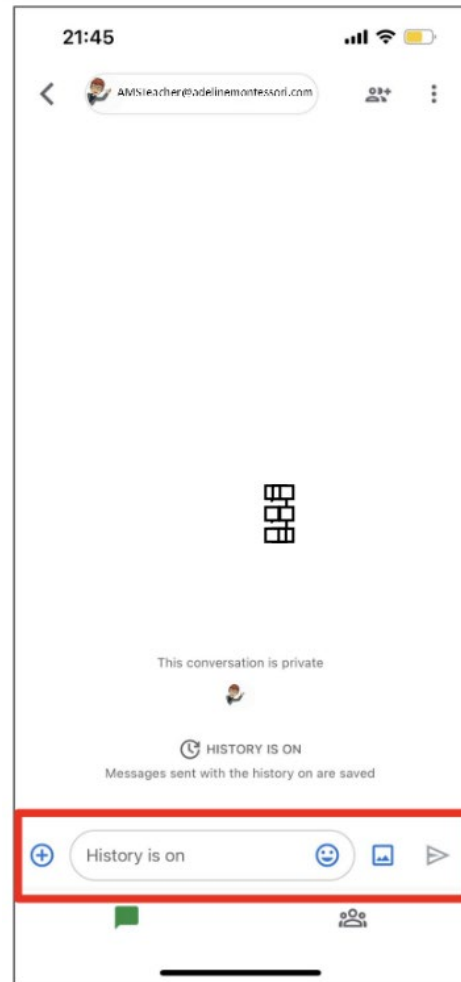 21:45
AMSTeacher@adelinemontessori.com
This conversation is private
HISTORY IS ON
Messages sent with the history on are saved
History is on